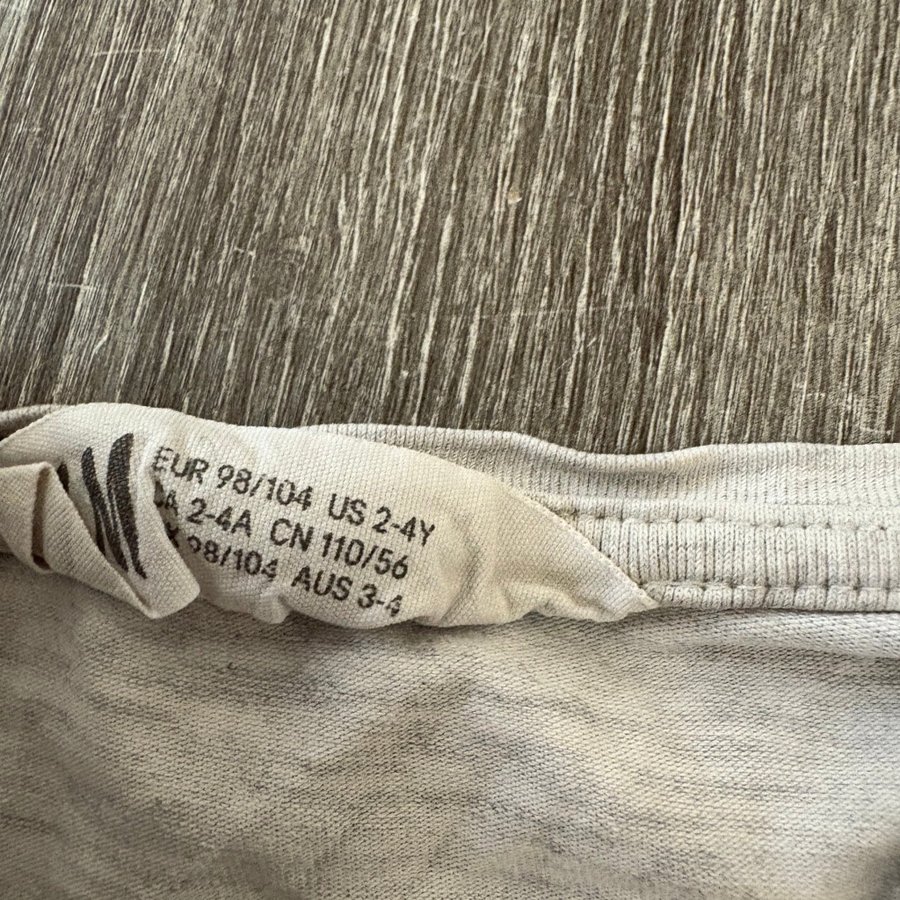 EUR 98/104 US 2-4Y
2-4A CN 110/56
98/104 AUS 3-4